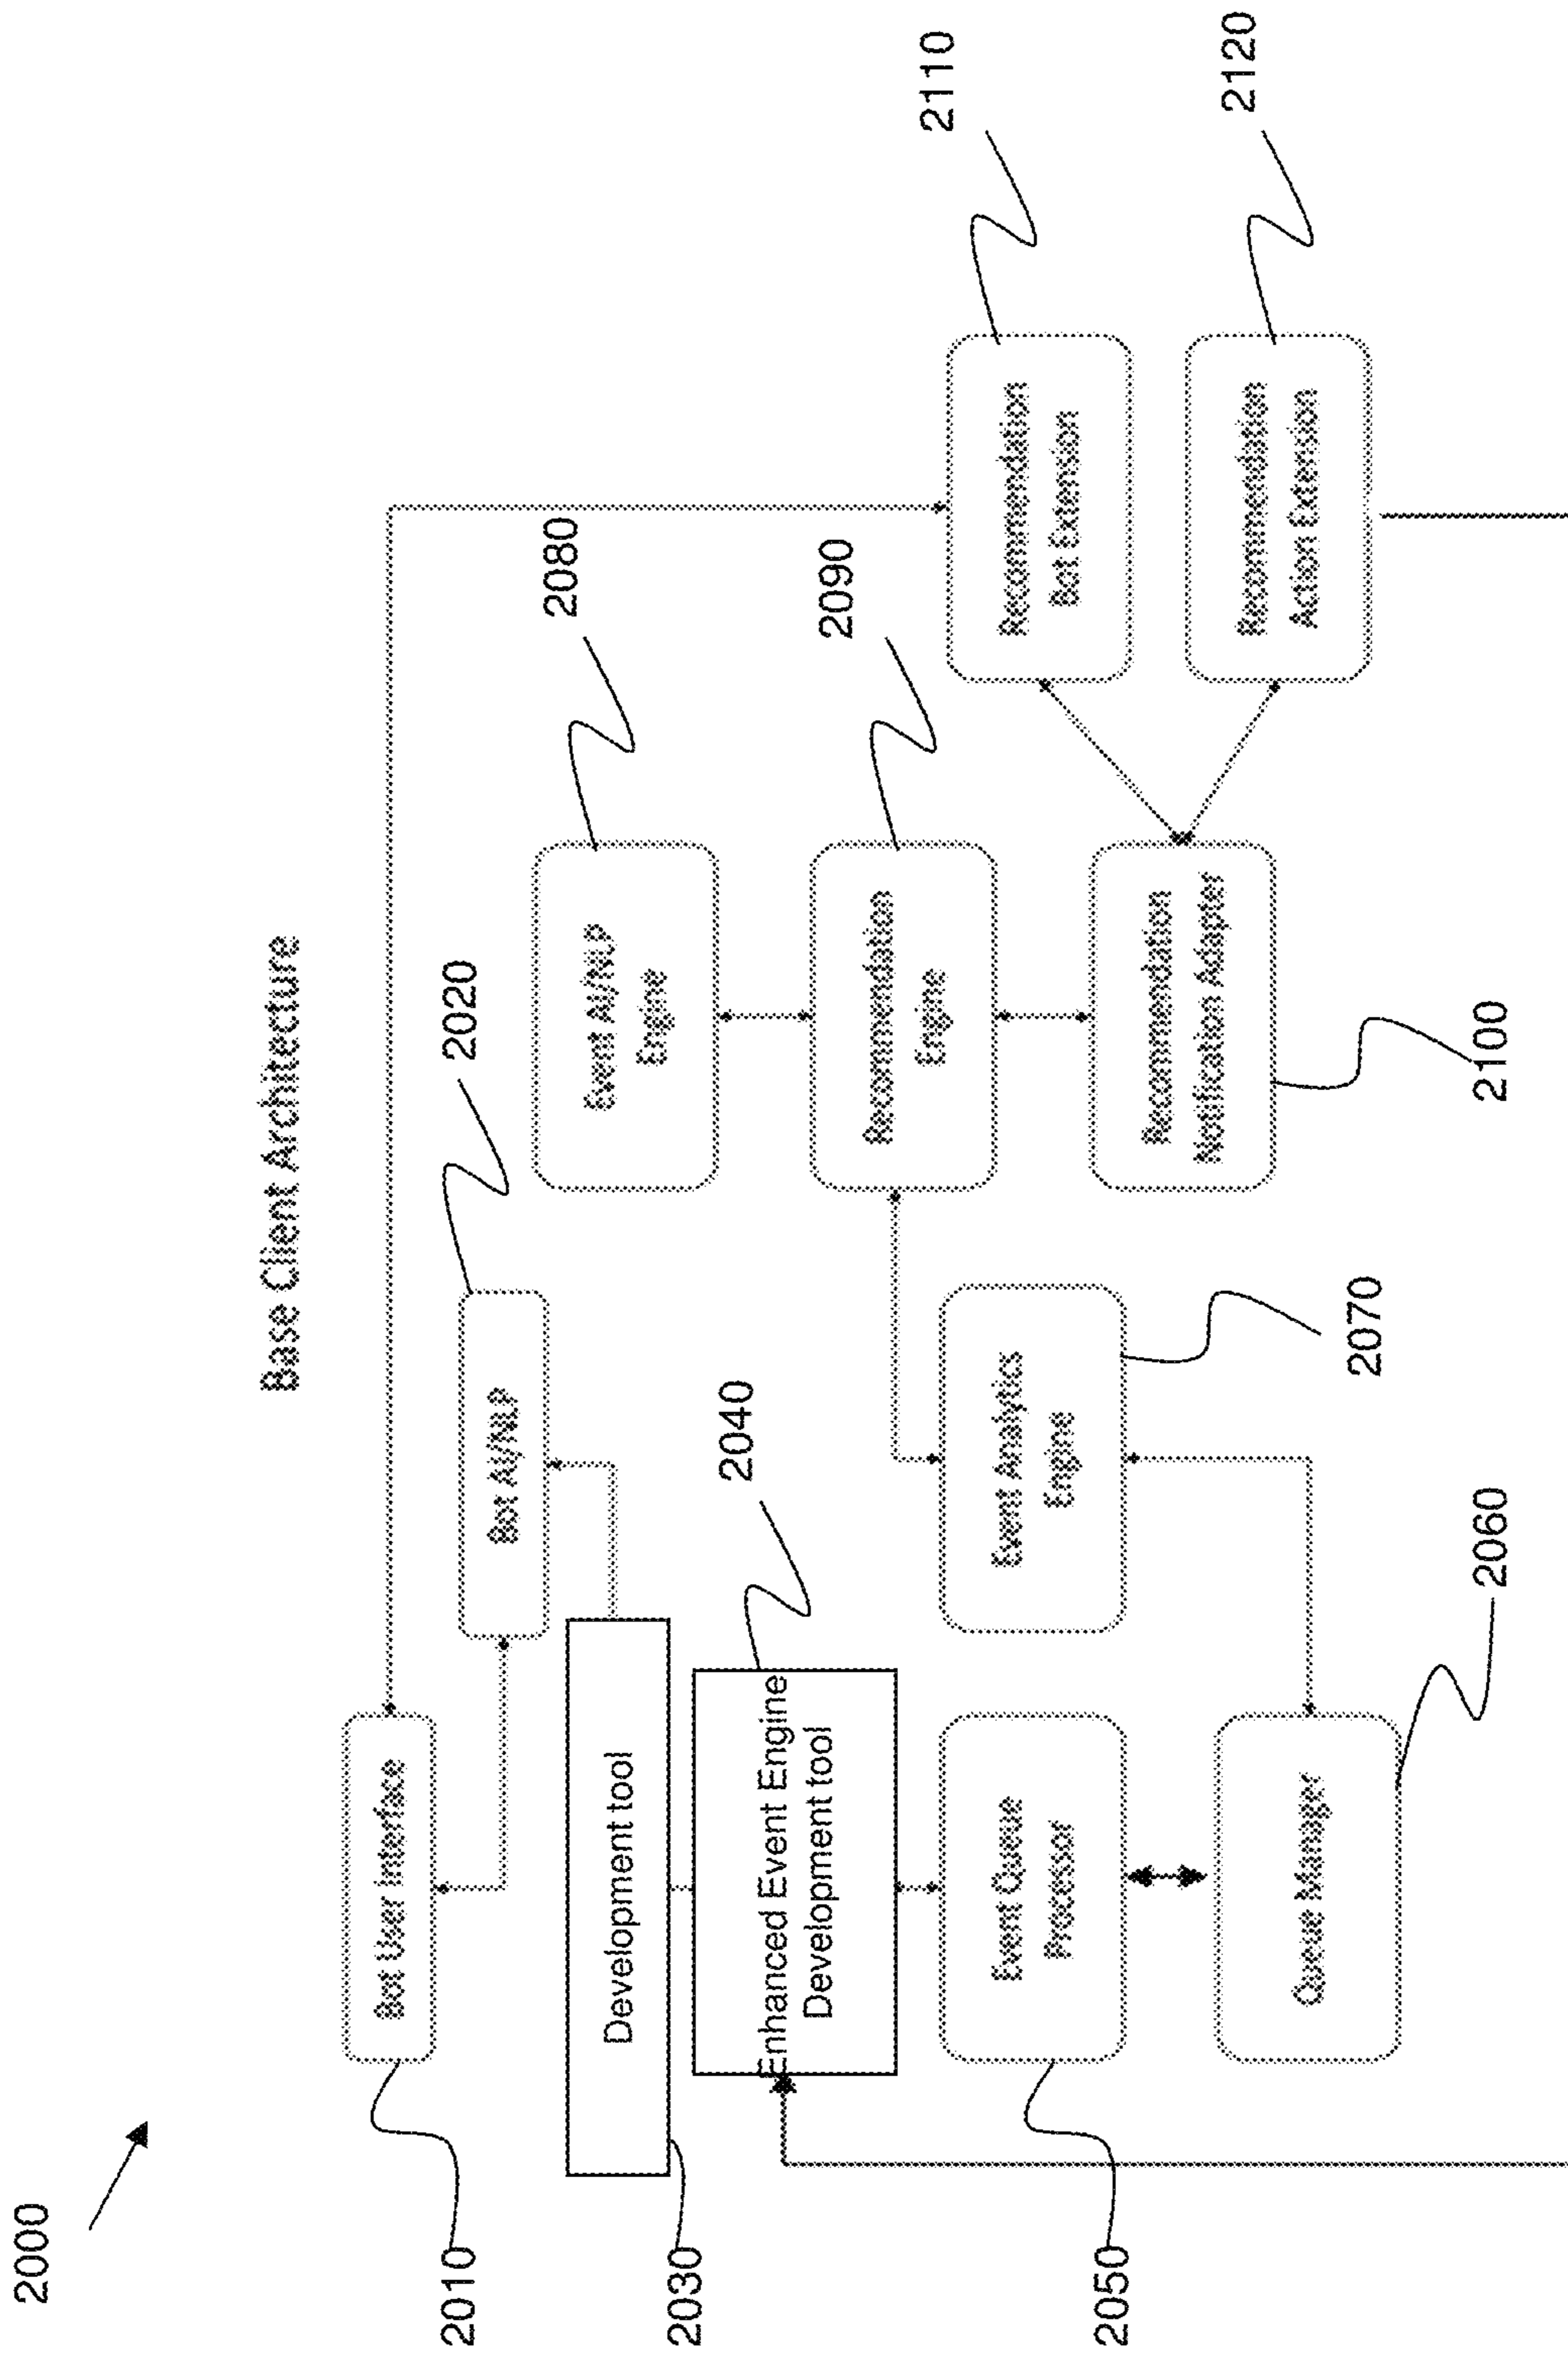 2000
Base Client Architecture
2010
Bot User Interface
2020
Bot AI/NLP
2030
Development tool
2040
Enhanced Event Engine
Development tool
2050
Event Queue
Processor
2060
Queue Manager
2070
Event Analytics
Engine
2080
Event AI/NLP
Engine
2090
Recommendation
Engine
2100
Recommendation
Notification Adapter
2110
Recommendation
Bot Extension
2120
Recommendation
Action Extension